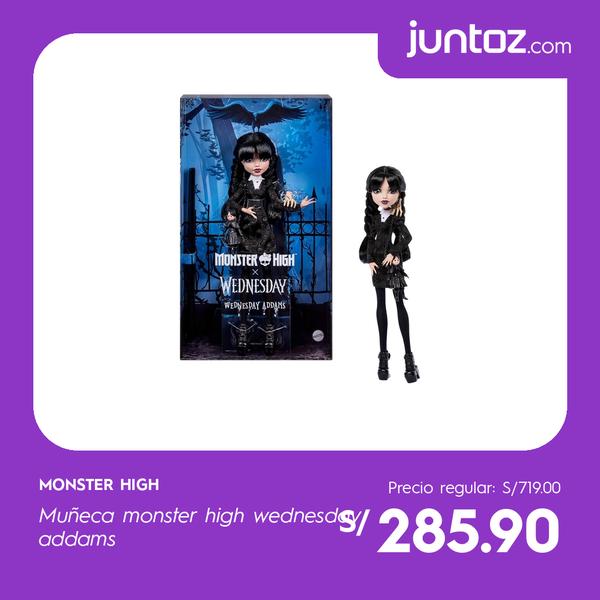 juntoz.com
MONSTER HIGH
×
WEDNESDAY
WEDNESDAY ADDAMS
MONSTER HIGH
Muñeca monster high wednesday
addams
Precio regular: S/719.00
S/ 285.90